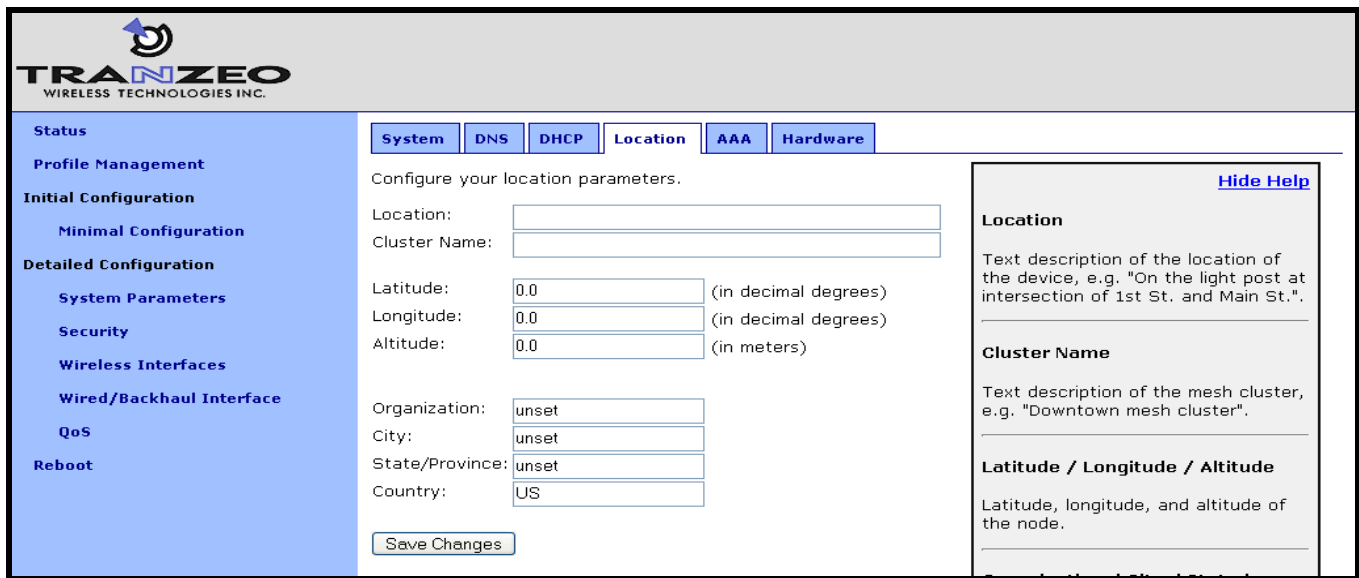 TRANZEO
WIRELESS TECHNOLOGIES INC.
Status
Profile Management
Initial Configuration
Minimal Configuration
Detailed Configuration
System Parameters
Security
Wireless Interfaces
Wired/Backhaul Interface
QoS
Reboot
System DNS DHCP Location AAA Hardware
Configure your location parameters.
Location:
Cluster Name:
Latitude: 0.0 (in decimal degrees)
Longitude: 0.0 (in decimal degrees)
Altitude: 0.0 (in meters)
Organization: unset
City: unset
State/Province: unset
Country: US
Save Changes
Hide Help
Location
Text description of the location of
the device, e.g. "On the light post at
intersection of 1st St. and Main St.".
Cluster Name
Text description of the mesh cluster,
e.g. "Downtown mesh cluster".
Latitude / Longitude / Altitude
Latitude, longitude, and altitude of
the node.